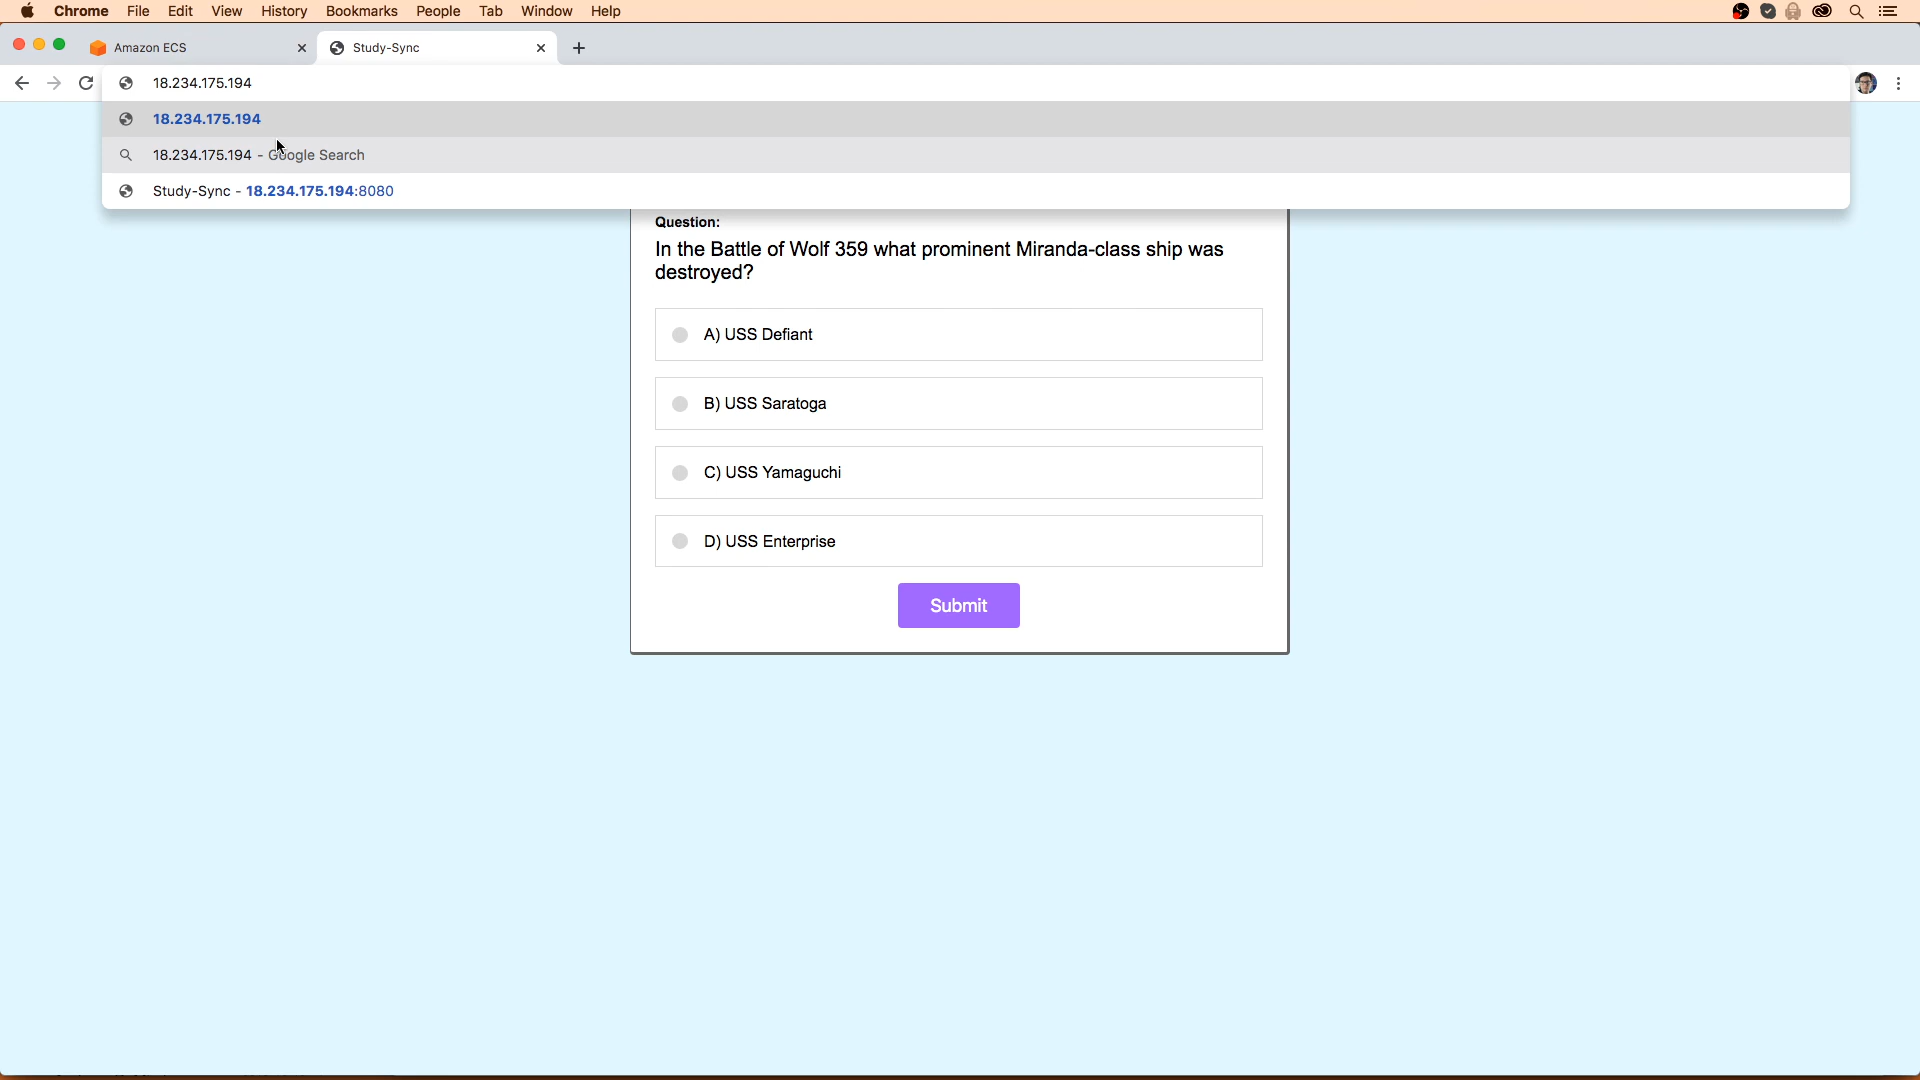 Chrome File Edit View History Bookmarks People Tab Window Help
Amazon ECS
Study-Sync
18.234.175.194
18.234.175.194
18.234.175.194 - Google Search
Study-Sync - 18.234.175.194:8080
Question:
In the Battle of Wolf 359 what prominent Miranda-class ship was
destroyed?
A) USS Defiant
B) USS Saratoga
C) USS Yamaguchi
D) USS Enterprise
Submit